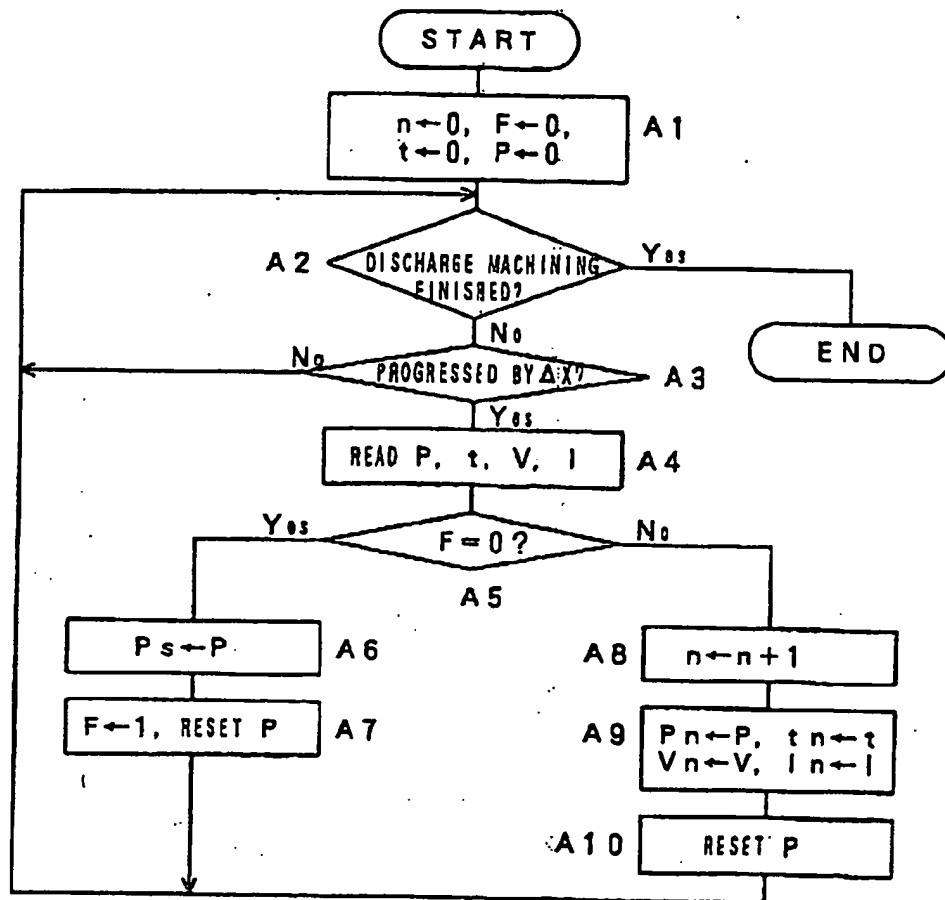 START
n←0, F←0,
t←0, P←0
A1
A2
DISCHARGE MACHINING
FINISHED?
Yes
No
END
No
PROGRESSED BY ΔX?
A3
Yes
READ P, t, V, I
A4
Yes
F=0?
No
A5
Ps←P
A6
A8
n←n+1
F←1, RESET P
A7
A9
Pn←P, tn←t
Vn←V, In←I
A10
RESET P